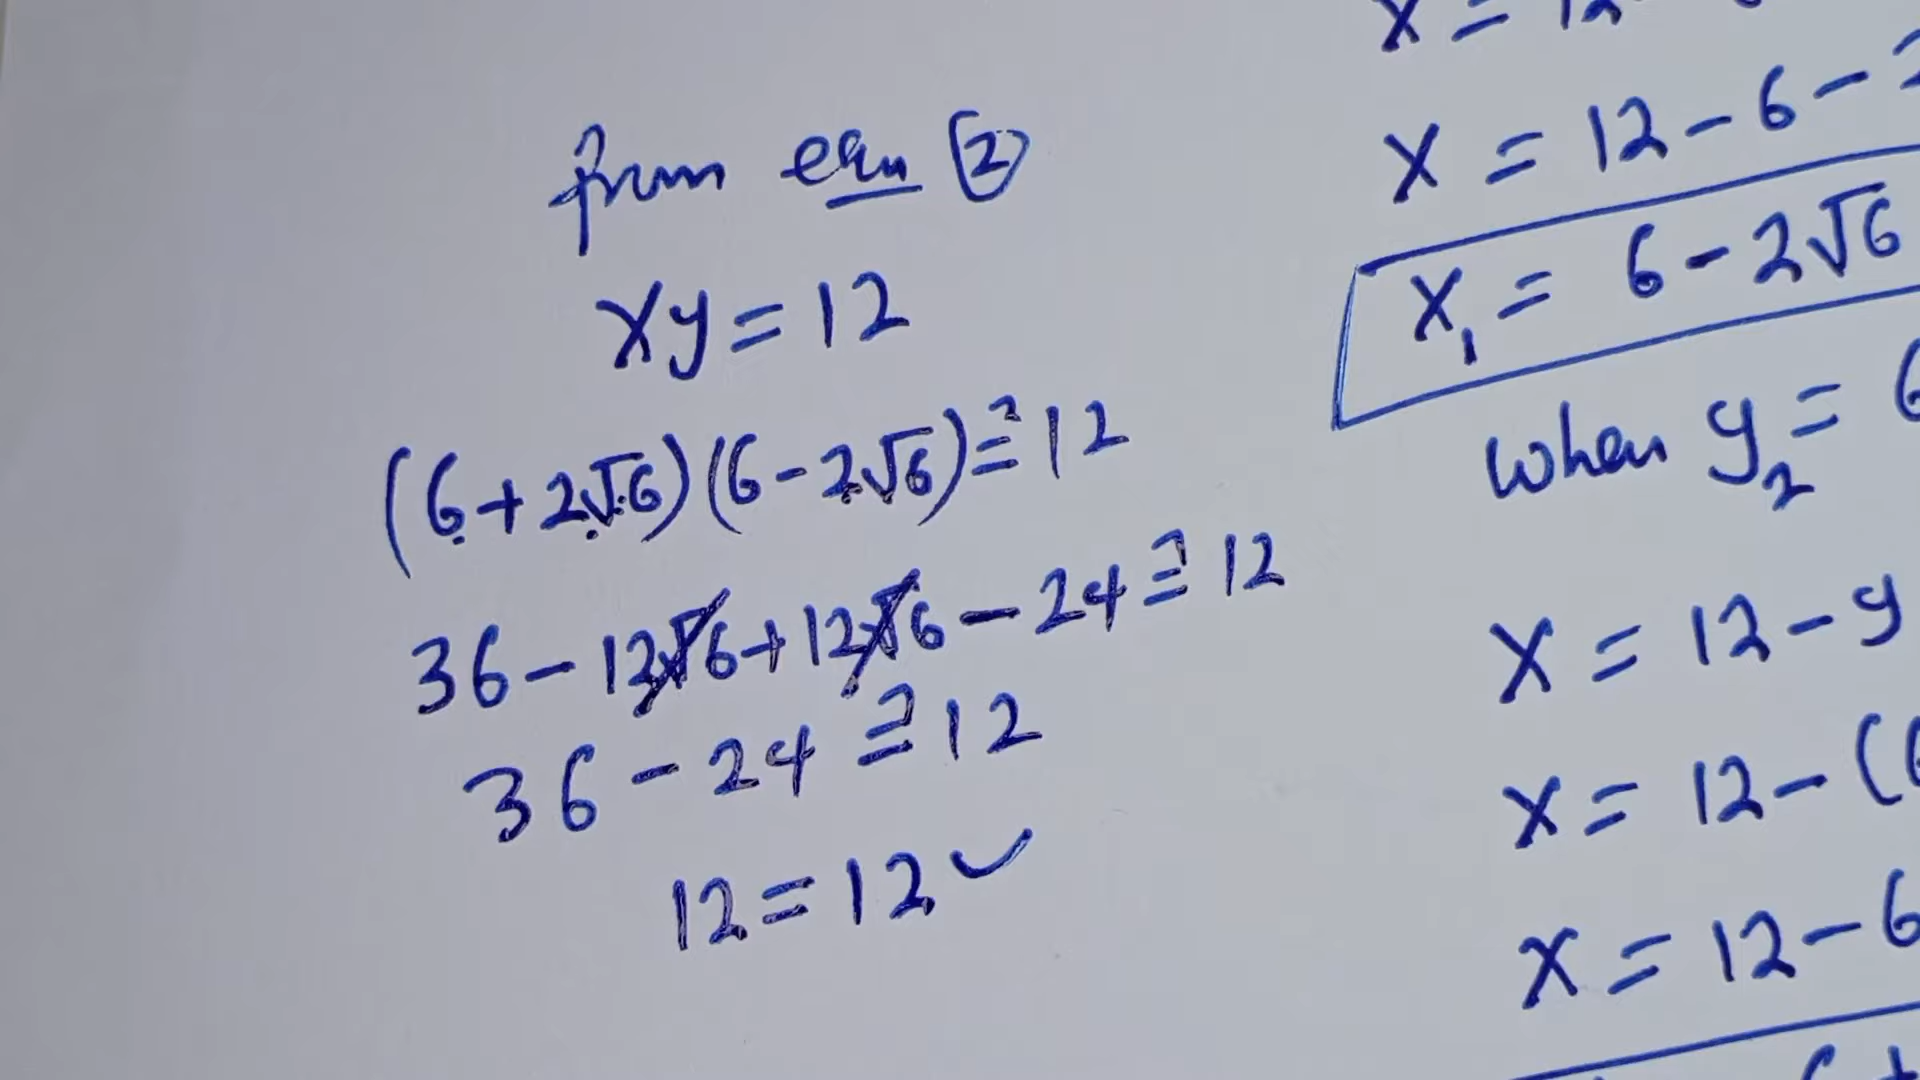 from eqn (2)
xy = 12
(6 + 2√6)(6 - 2√6) ≟ 12
36 - 12√6 + 12√6 - 24 ≟ 12
36 - 24 ≟ 12
12 = 12 ✓
x = 12
x = 12 - 6 -
x₁ = 6 - 2√6
when y₂ =
x = 12 - y
x = 12 - (
x = 12 - 6